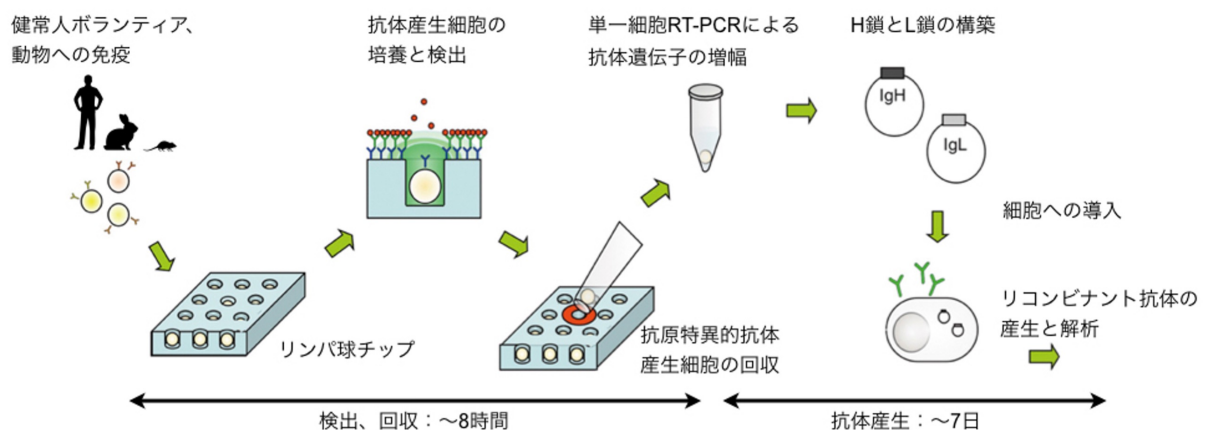 健常人ボランティア、
動物への免疫
抗体産生細胞の
培養と検出
単一細胞RT-PCRによる
抗体遺伝子の増幅
H鎖とL鎖の構築
IgH
IgL
細胞への導入
リコンビナント抗体の
産生と解析
リンパ球チップ
抗原特異的抗体
産生細胞の回収
検出、回収：〜8時間
抗体産生：〜7日